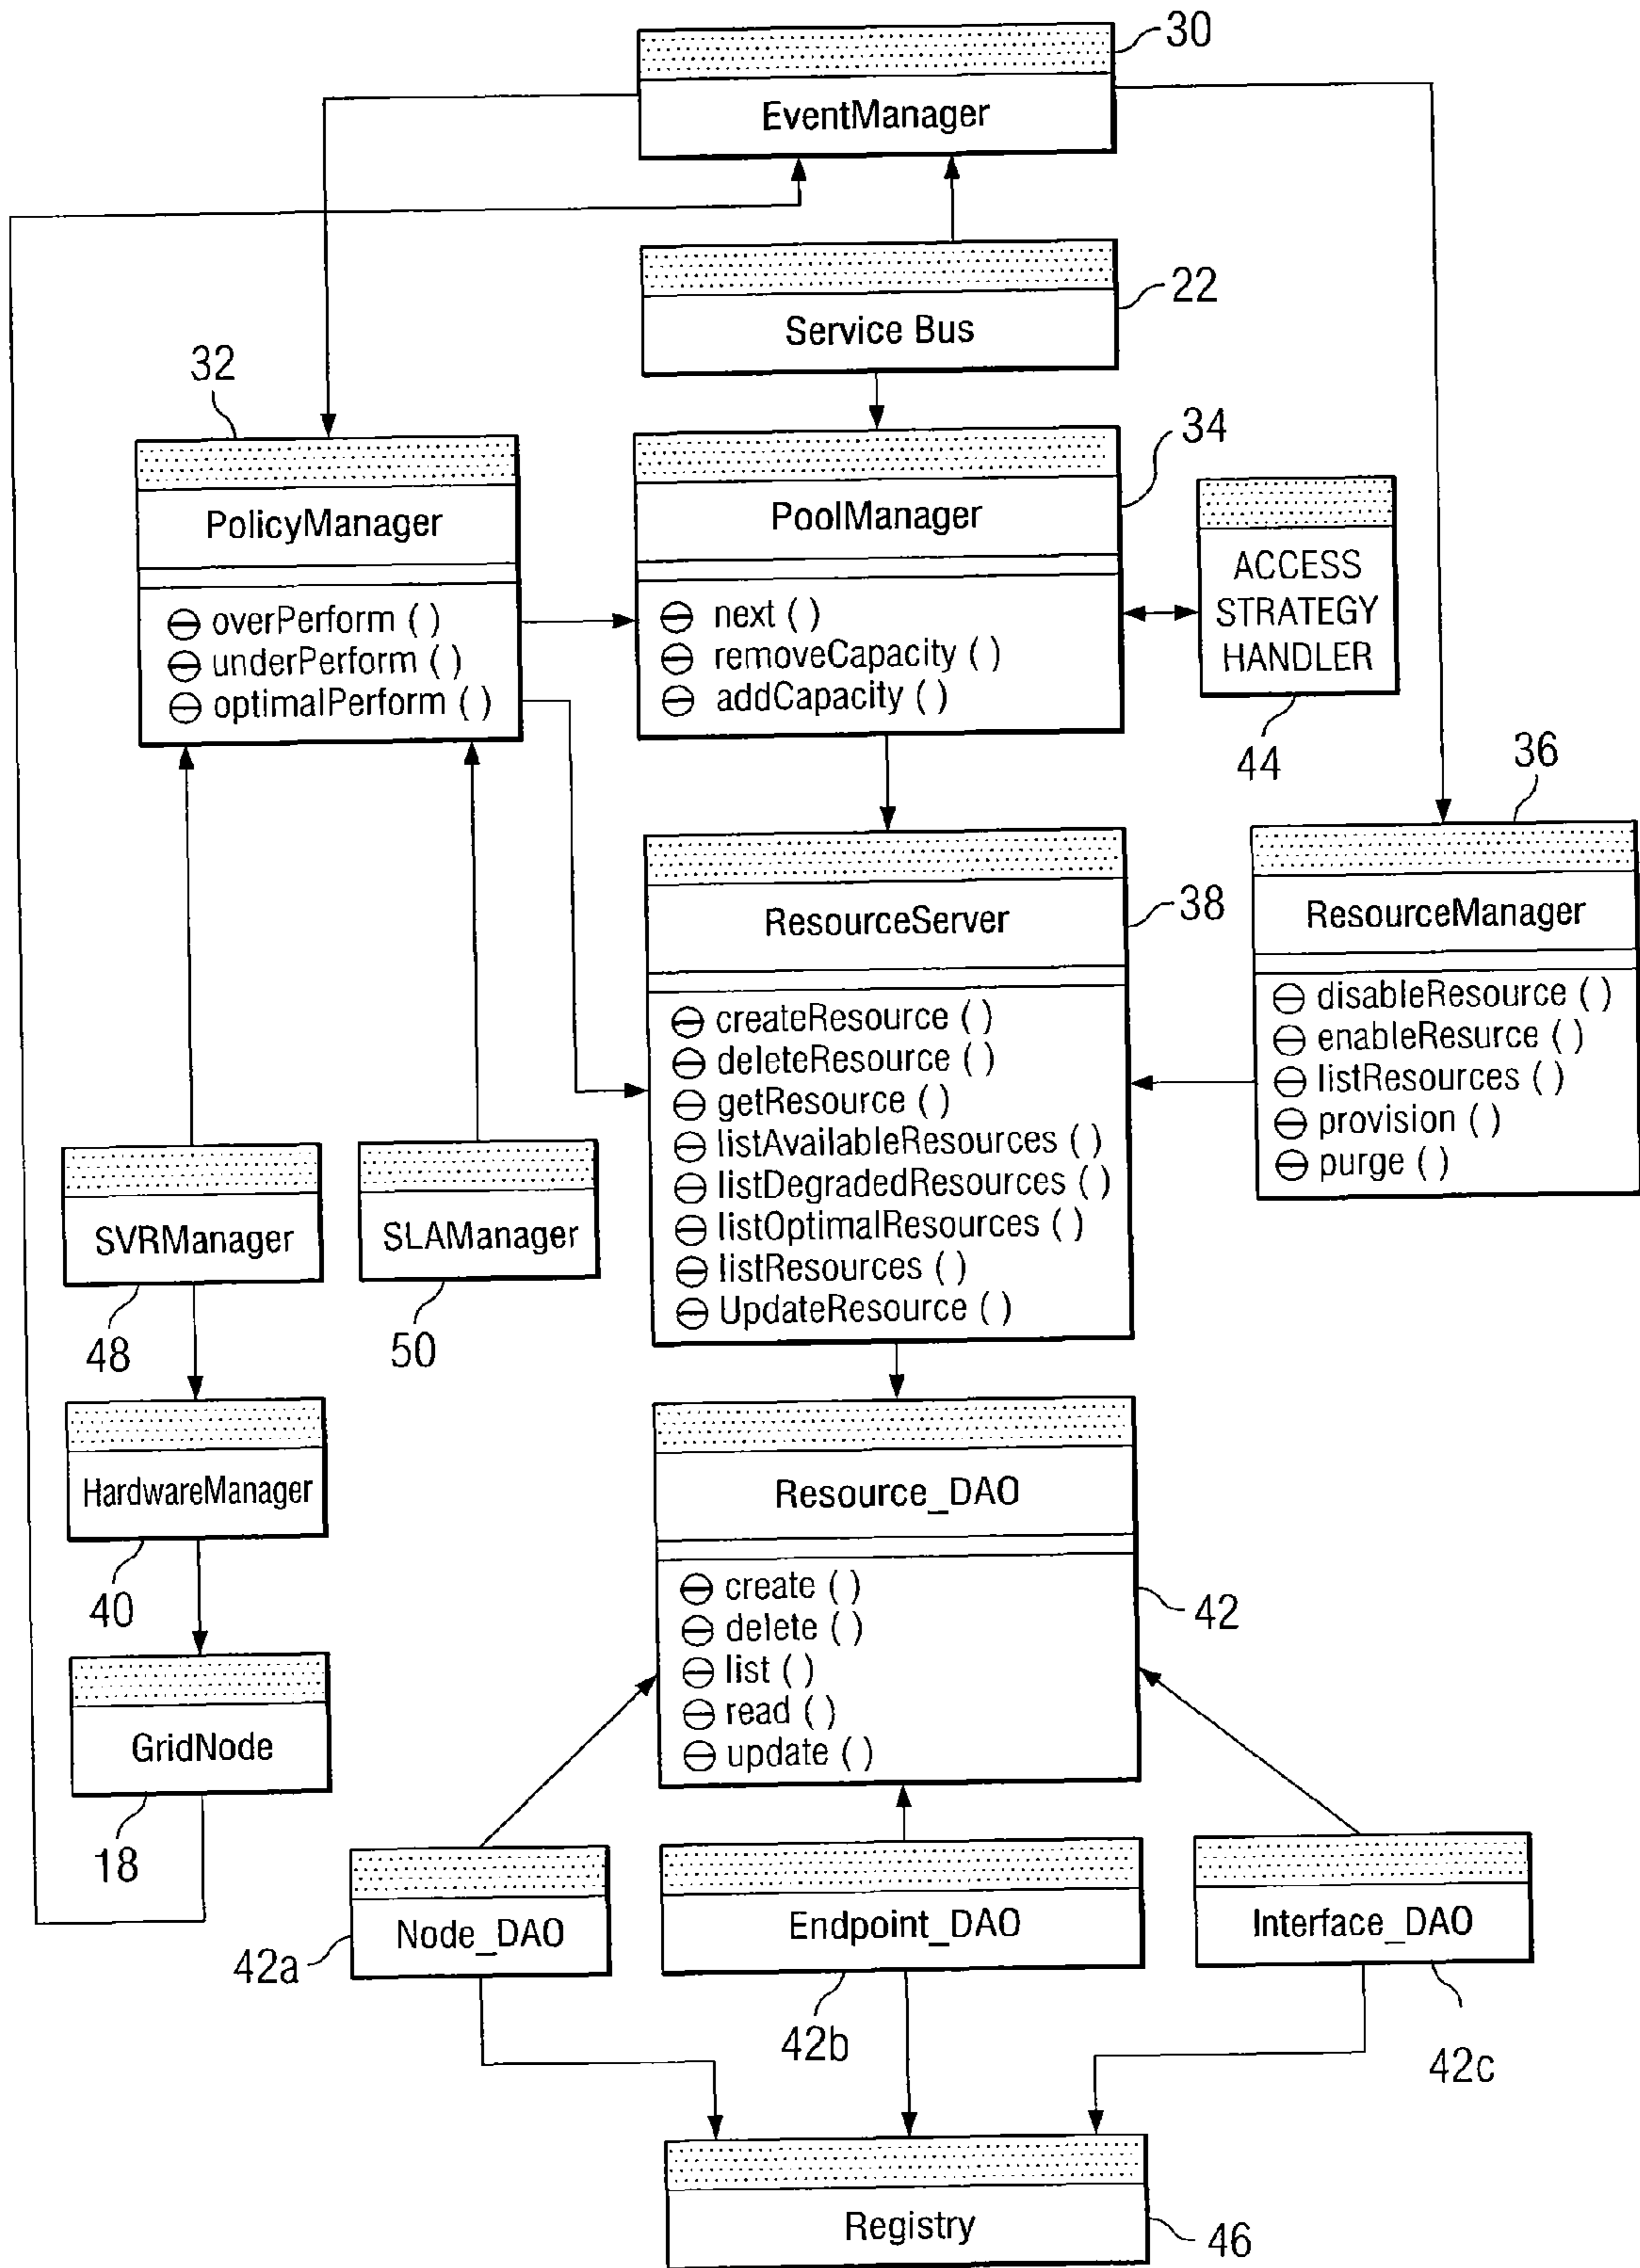 30
EventManager
22
Service Bus
32
PolicyManager
⊖ overPerform ( )
⊖ underPerform ( )
⊖ optimalPerform ( )
34
PoolManager
⊖ next ( )
⊖ removeCapacity ( )
⊖ addCapacity ( )
ACCESS
STRATEGY
HANDLER
44
36
ResourceManager
⊖ disableResource ( )
⊖ enableResurce ( )
⊖ listResources ( )
⊖ provision ( )
⊖ purge ( )
38
ResourceServer
⊖ createResource ( )
⊖ deleteResource ( )
⊖ getResource ( )
⊖ listAvailableResources ( )
⊖ listDegradedResources ( )
⊖ listOptimalResources ( )
⊖ listResources ( )
⊖ UpdateResource ( )
SVRManager
48
SLAManager
50
HardwareManager
40
GridNode
18
Resource_DAO
⊖ create ( )
⊖ delete ( )
⊖ list ( )
⊖ read ( )
⊖ update ( )
42
Node_DAO
42a
Endpoint_DAO
42b
Interface_DAO
42c
Registry
46